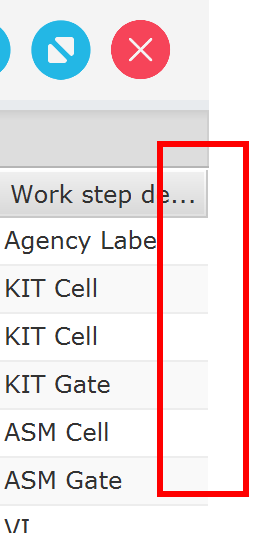 Work step de...
Agency Labe
KIT Cell
KIT Cell
KIT Gate
ASM Cell
ASM Gate
VI